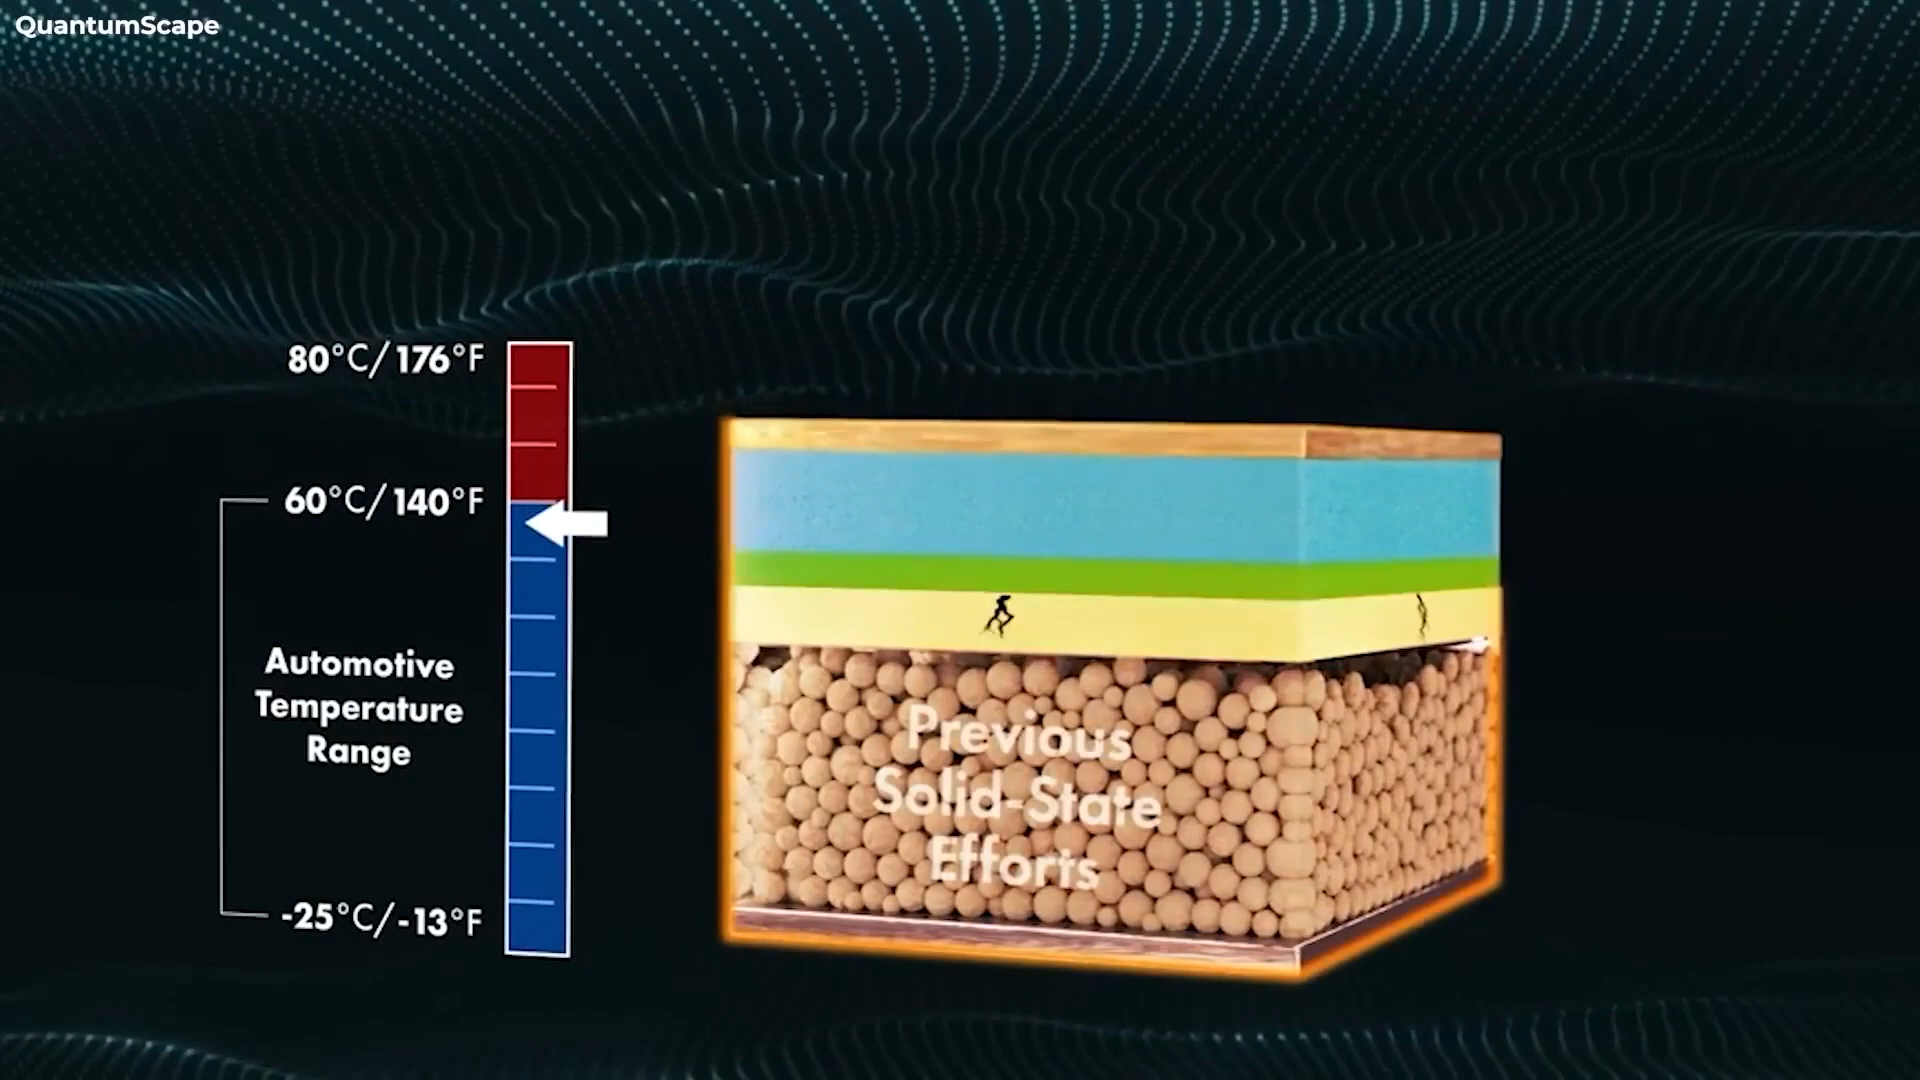 QuantumScape
80°C/176°F
60°C/140°F
Automotive
Temperature
Range
-25°C/-13°F
Previous
Solid-State
Efforts